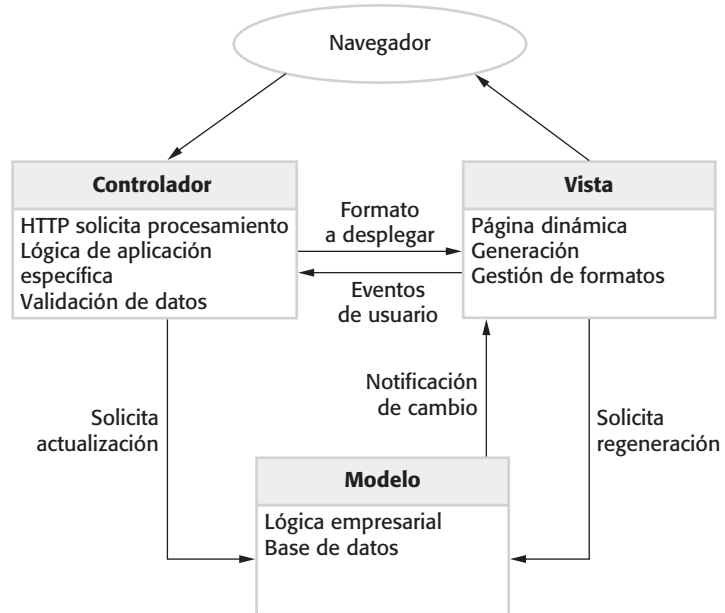 Navegador
Controlador
HTTP solicita procesamiento
Lógica de aplicación
específica
Validación de datos
Formato
a desplegar
Eventos
de usuario
Vista
Página dinámica
Generación
Gestión de formatos
Solicita
actualización
Notificación
de cambio
Solicita
regeneración
Modelo
Lógica empresarial
Base de datos